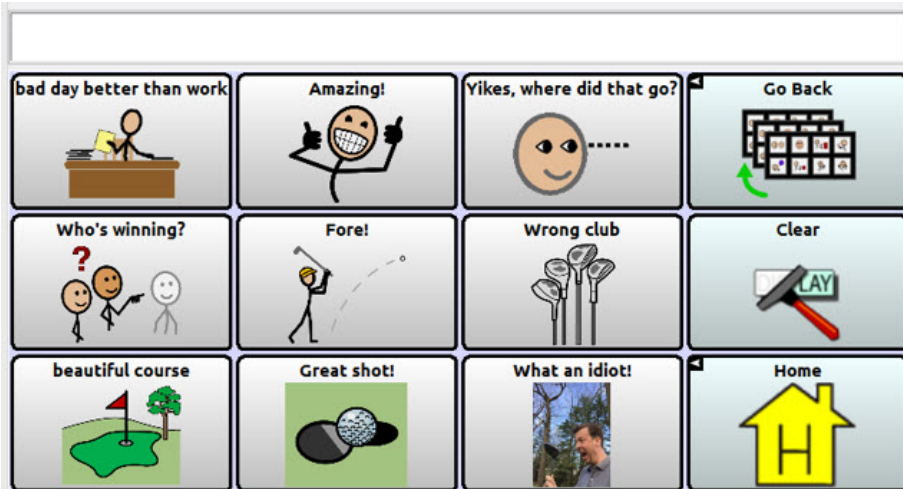 bad day better than work
Amazing!
Yikes, where did that go?
Go Back
Who's winning?
Fore!
Wrong club
Clear
?
LAY
beautiful course
Great shot!
What an idiot!
Home
H